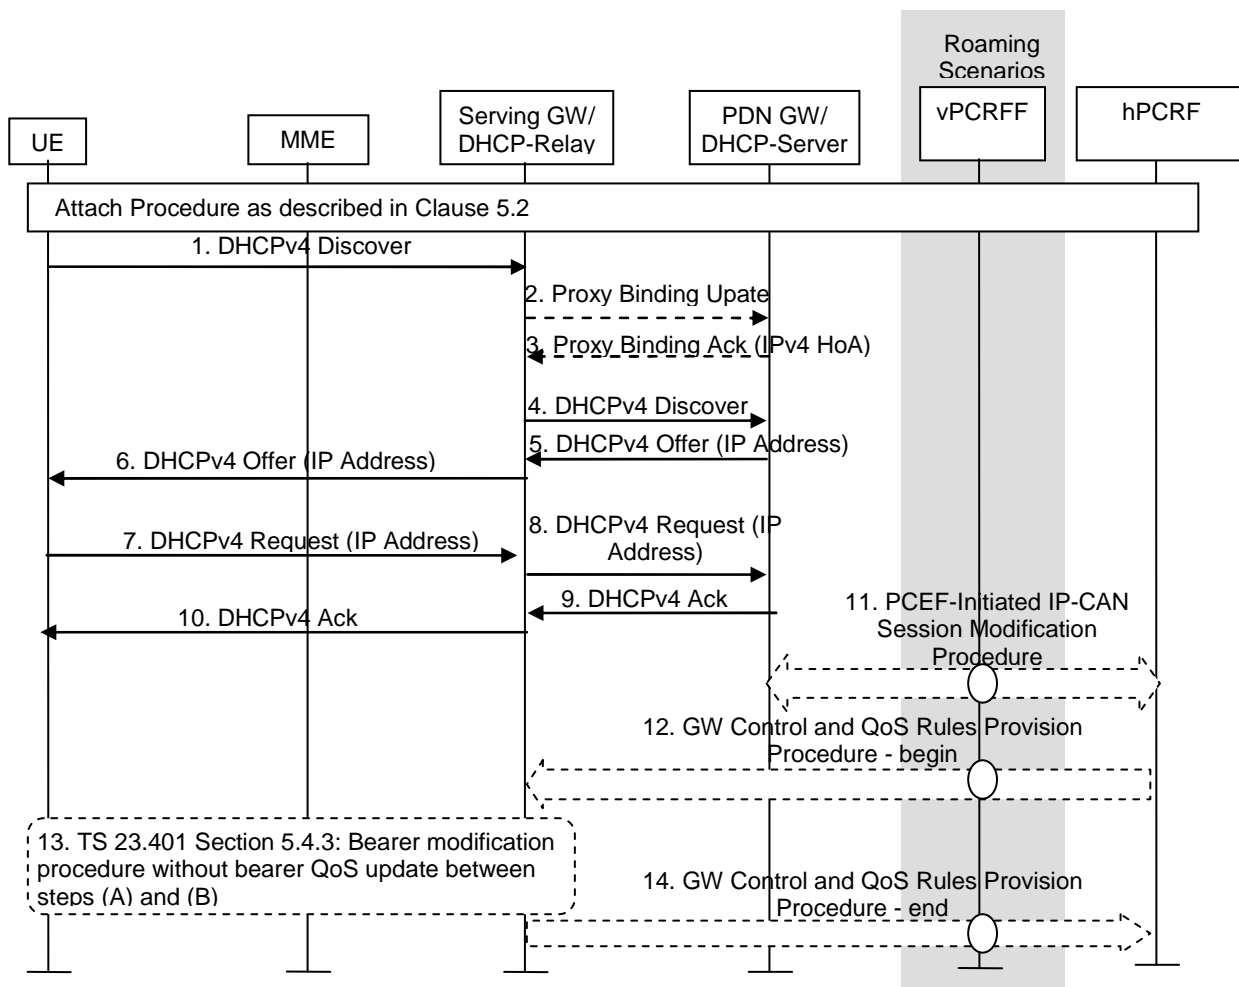 Roaming
Scenarios
UE
MME
Serving GW/
DHCP-Relay
PDN GW/
DHCP-Server
vPCRFF
hPCRF
Attach Procedure as described in Clause 5.2
1. DHCPv4 Discover
2. Proxy Binding Upate
3. Proxy Binding Ack (IPv4 HoA)
4. DHCPv4 Discover
5. DHCPv4 Offer (IP Address)
6. DHCPv4 Offer (IP Address)
7. DHCPv4 Request (IP Address)
8. DHCPv4 Request (IP
Address)
9. DHCPv4 Ack
10. DHCPv4 Ack
11. PCEF-Initiated IP-CAN
Session Modification
Procedure
12. GW Control and QoS Rules Provision
Procedure - begin
13. TS 23.401 Section 5.4.3: Bearer modification
procedure without bearer QoS update between
steps (A) and (B)
14. GW Control and QoS Rules Provision
Procedure - end